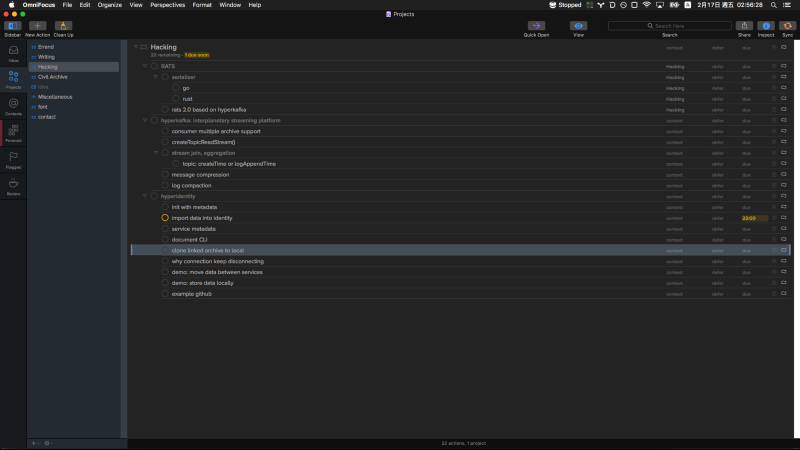 OmniFocus File Edit Organize View Perspectives Format Window Help Stopped A 2月17日 週五 02:56:28
Projects
Sidebar New Action Clean Up Quick Open View Search Here Search Share Inspect Sync
Inbox
Projects
Contexts
Forecast
Flagged
Review
Errand
Writing
Hacking
Civil Archive
Idea
Miscellaneous
font
contact
Hacking context defer due
22 remaining - 1 due soon
RATS Hacking defer due
serializer Hacking defer due
go Hacking defer due
rust Hacking defer due
rats 2.0 based on hyperkafka Hacking defer due
hyperkafka: interplanetary streaming platform context defer due
consumer multiple archive support context defer due
createTopicReadStream() context defer due
stream join, aggregation context defer due
topic: createTime or logAppendTime context defer due
message compression context defer due
log compaction context defer due
hyperidentity context defer due
init with metadata context defer due
import data into identity context defer 23:00
service metadata context defer due
document CLI context defer due
clone linked archive to local context defer due
why connection keep disconnecting context defer due
demo: move data between services context defer due
demo: store data locally context defer due
example github context defer due
22 actions, 1 project